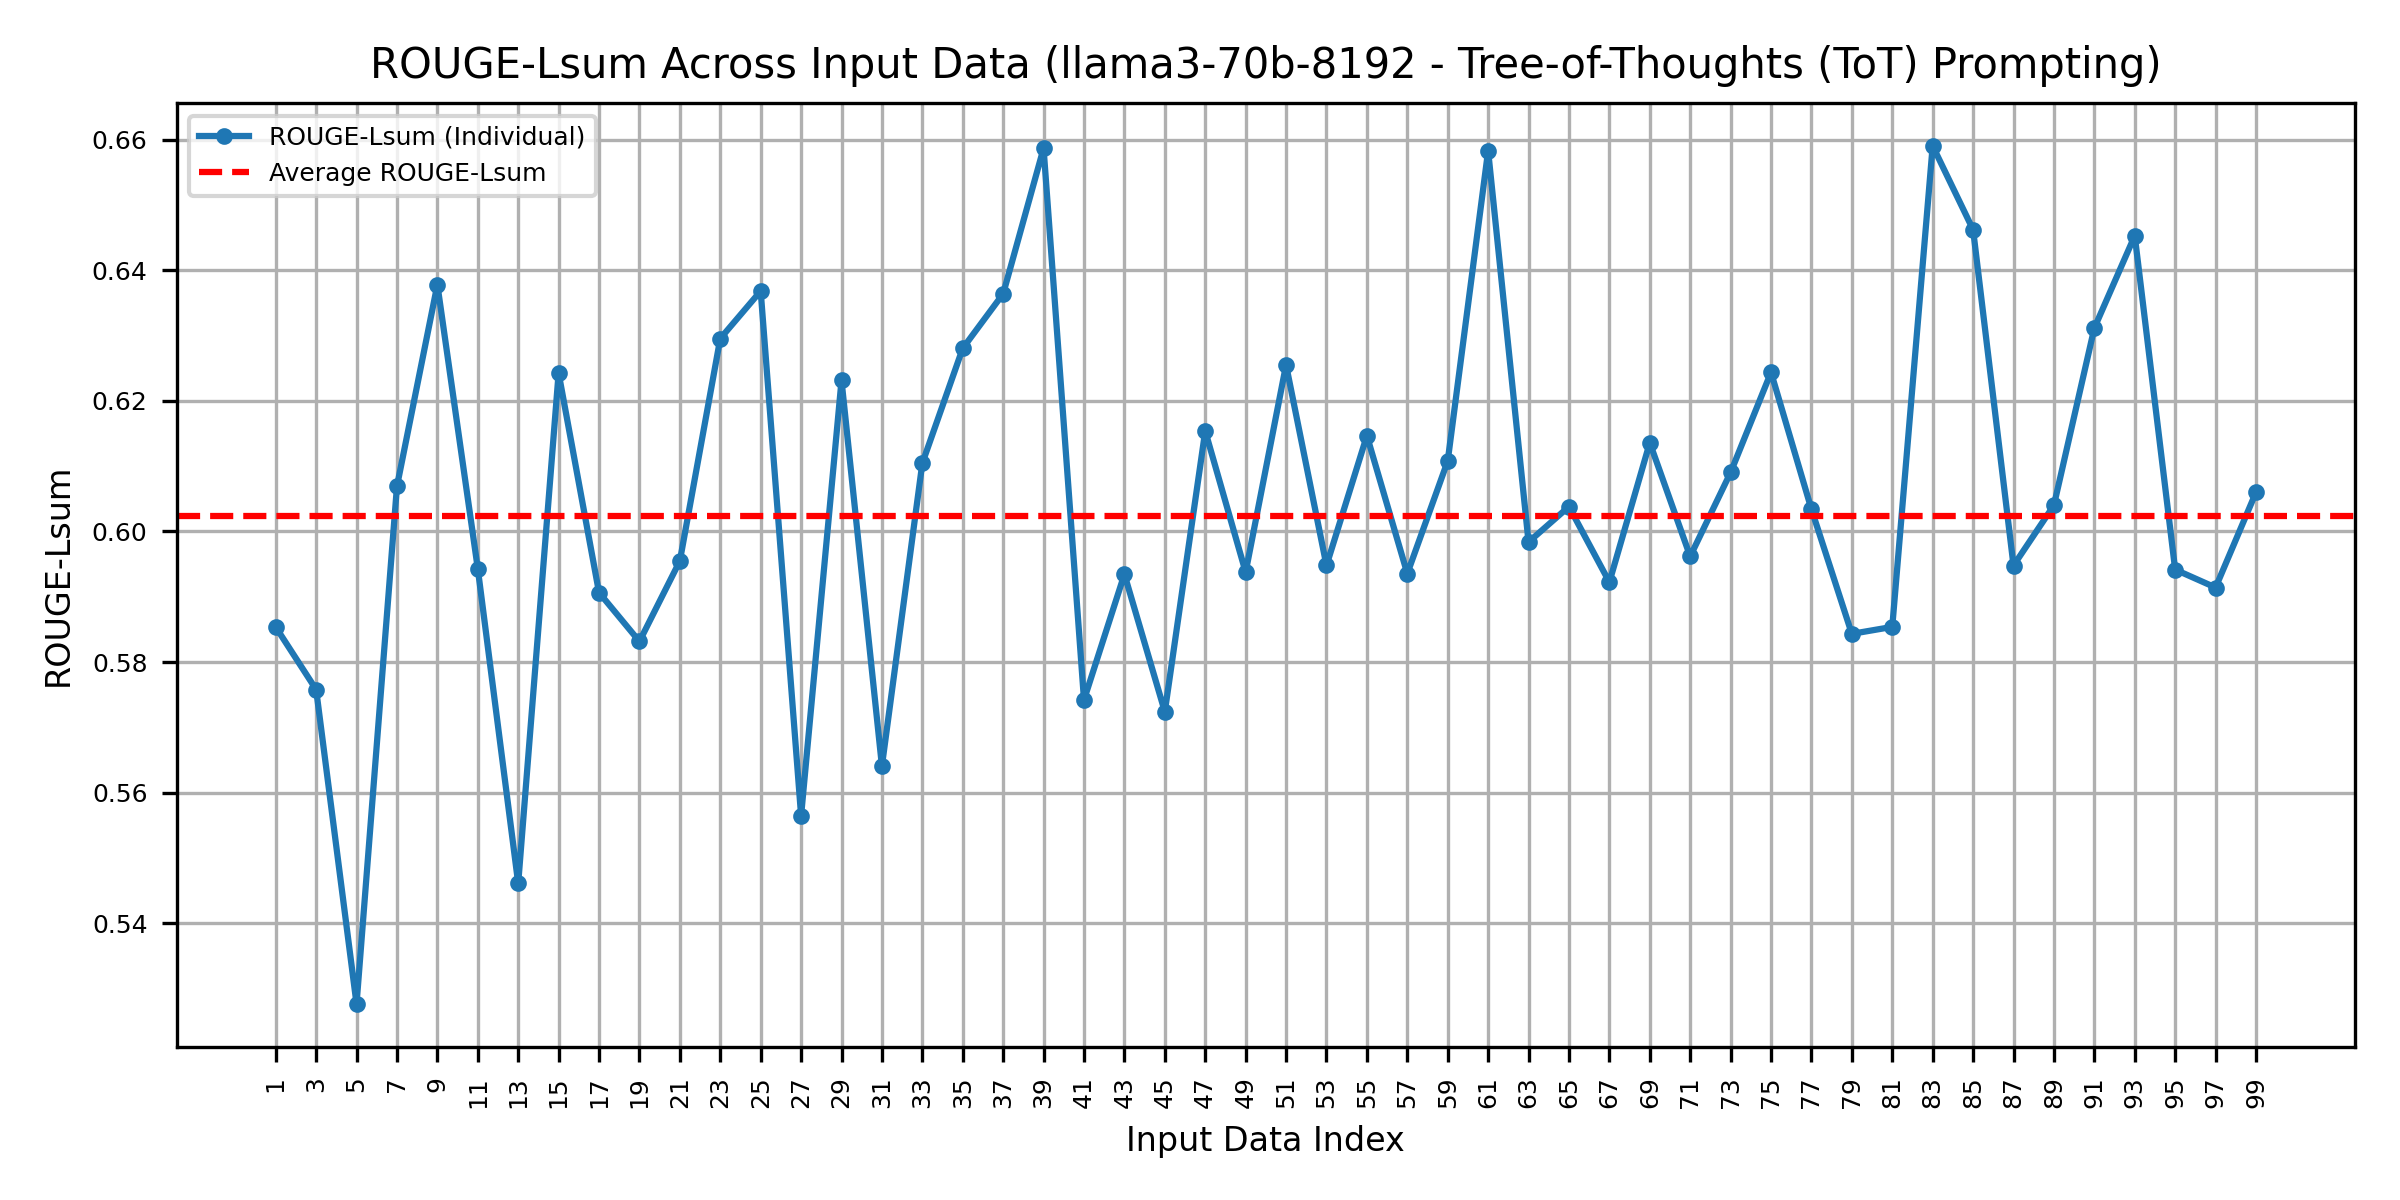 ROUGE-Lsum Across Input Data (llama3-70b-8192 - Tree-of-Thoughts (ToT) Prompting)
ROUGE-Lsum (Individual)
Average ROUGE-Lsum
0.66
0.64
0.62
0.60
0.58
0.56
0.54
ROUGE-Lsum
1 3 5 7 9 11 13 15 17 19 21 23 25 27 29 31 33 35 37 39 41 43 45 47 49 51 53 55 57 59 61 63 65 67 69 71 73 75 77 79 81 83 85 87 89 91 93 95 97 99
Input Data Index